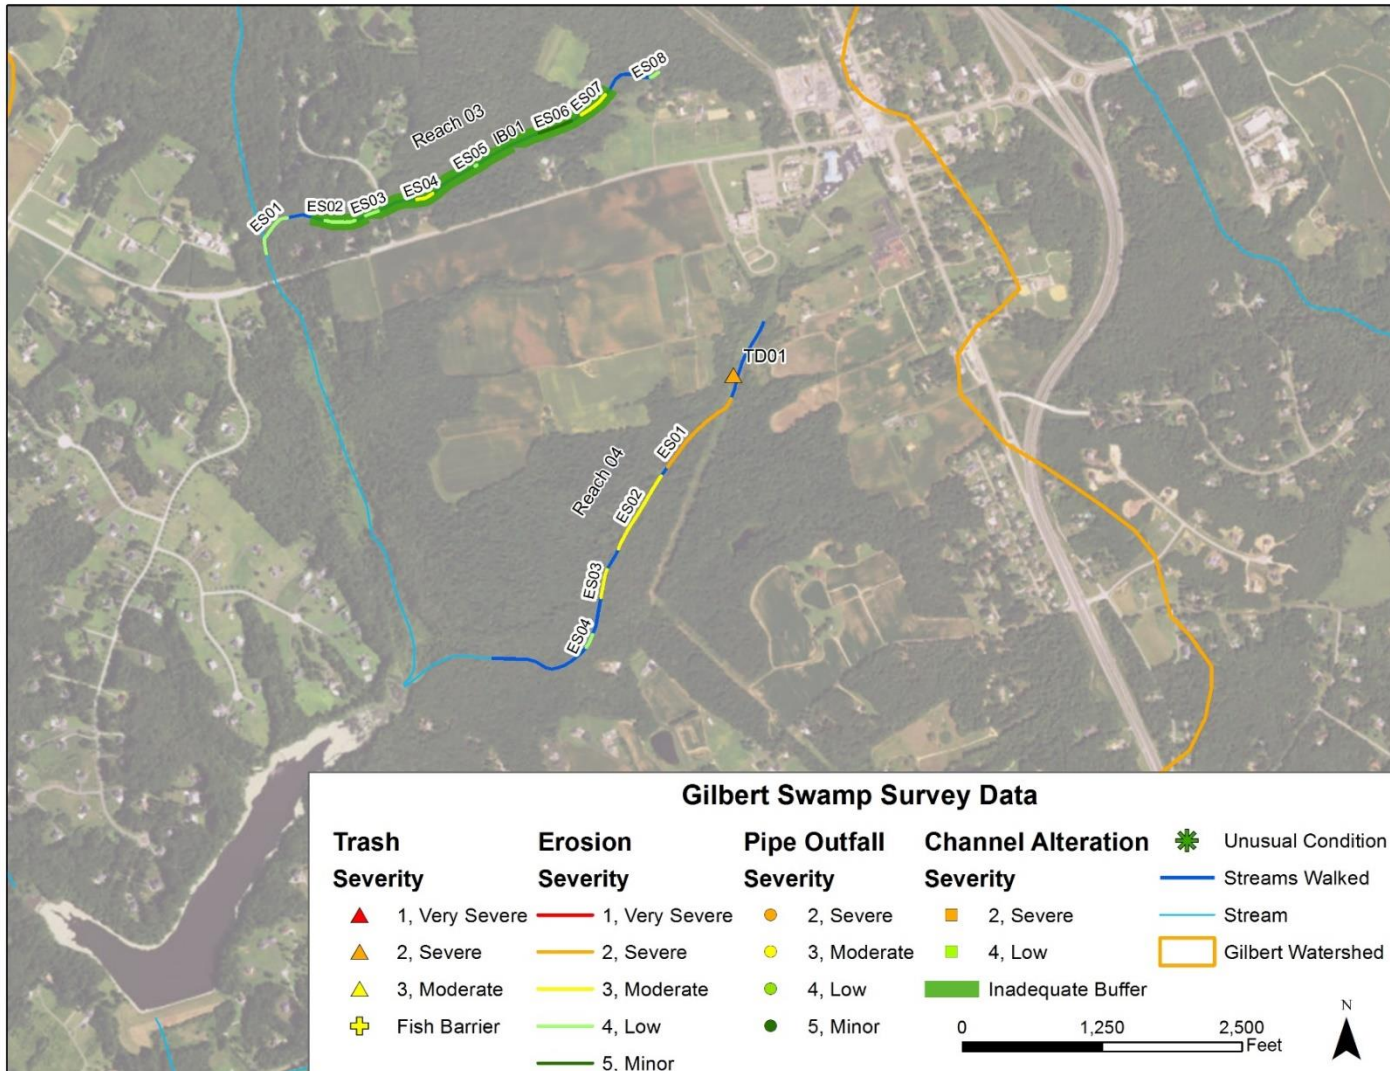 ES08
ES07
ES06
IB01
Reach 03
ES05
ES04
ES03
ES02
ES01
TD01
ES01
Reach 04
ES02
ES03
ES04
Gilbert Swamp Survey Data
Trash
Severity
1, Very Severe
2, Severe
3, Moderate
Fish Barrier
Erosion
Severity
1, Very Severe
2, Severe
3, Moderate
4, Low
5, Minor
Pipe Outfall
Severity
2, Severe
3, Moderate
4, Low
5, Minor
Channel Alteration
Severity
2, Severe
4, Low
Inadequate Buffer
Unusual Condition
Streams Walked
Stream
Gilbert Watershed
0 1,250 2,500
Feet
N